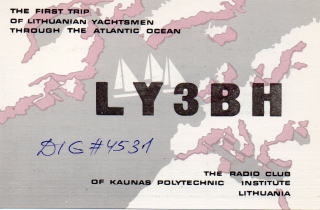 THE FIRST TRIP
OF LITHUANIAN YACHTSMEN
THROUGH THE ATLANTIC OCEAN
LY3BH
DIG#4531
THE RADIO CLUB
OF KAUNAS POLYTECHNIC INSTITUTE
LITHUANIA